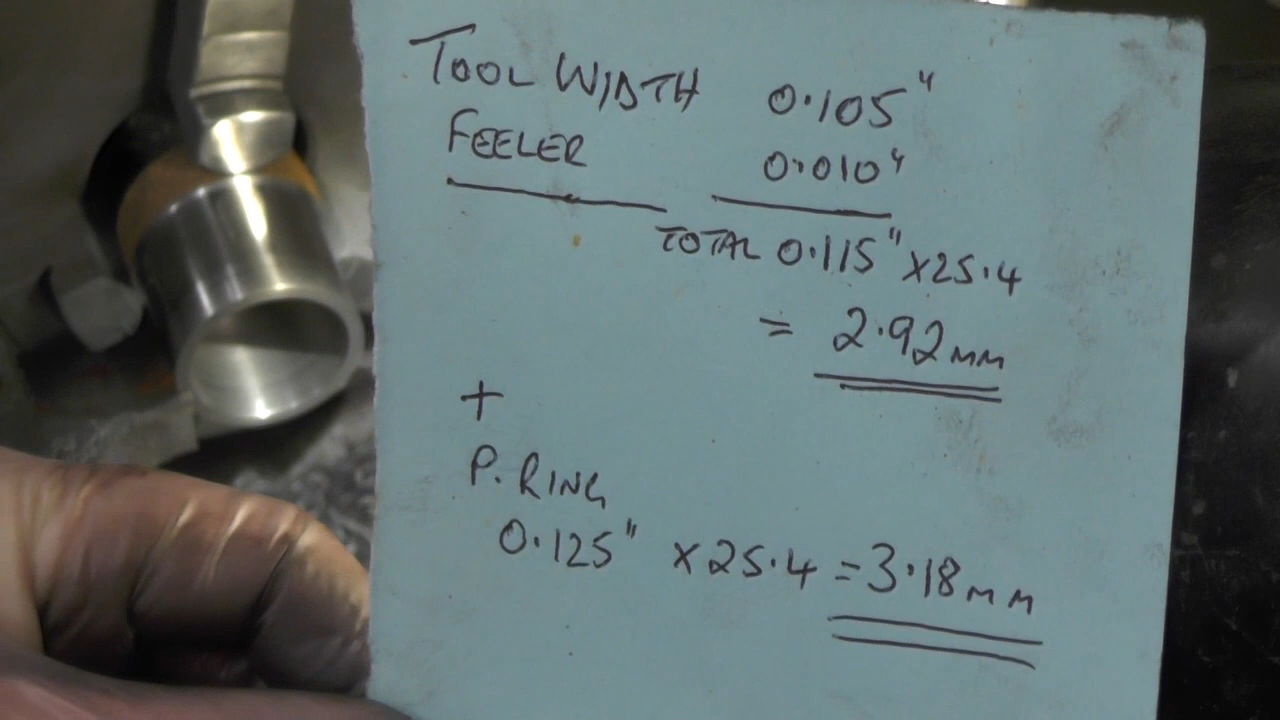 TOOL WIDTH 0.105"
FEELER 0.010"
TOTAL 0.115" x25.4
= 2.92mm
+
P. RING
0.125" x25.4 = 3.18mm